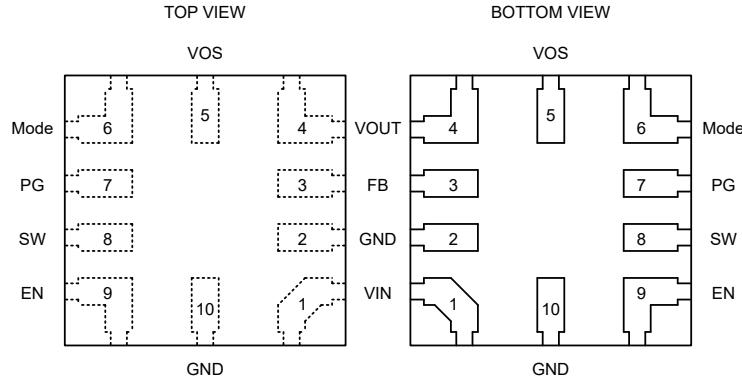 TOP VIEW
BOTTOM VIEW
VOS
VOS
6
5
4
4
5
6
Mode
VOUT
Mode
7
3
3
7
PG
FB
PG
8
2
2
8
SW
GND
SW
9
10
1
1
10
9
EN
VIN
EN
GND
GND